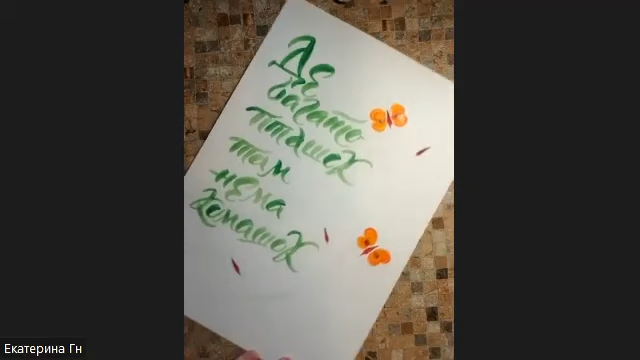 Де
багато
пташок
там
нема
комашок
Екатерина Гн